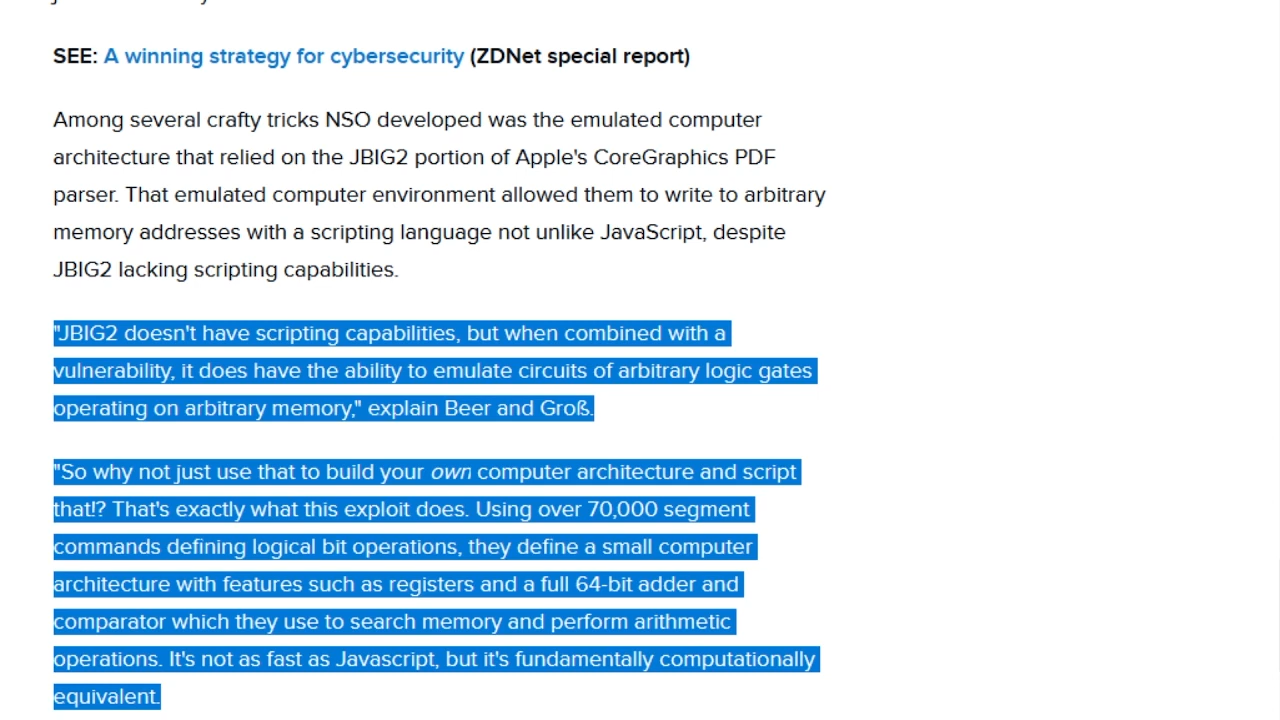 SEE: A winning strategy for cybersecurity (ZDNet special report)
Among several crafty tricks NSO developed was the emulated computer
architecture that relied on the JBIG2 portion of Apple's CoreGraphics PDF
parser. That emulated computer environment allowed them to write to arbitrary
memory addresses with a scripting language not unlike JavaScript, despite
JBIG2 lacking scripting capabilities.
"JBIG2 doesn't have scripting capabilities, but when combined with a
vulnerability, it does have the ability to emulate circuits of arbitrary logic gates
operating on arbitrary memory," explain Beer and Groß.
"So why not just use that to build your own computer architecture and script
that!? That's exactly what this exploit does. Using over 70,000 segment
commands defining logical bit operations, they define a small computer
architecture with features such as registers and a full 64-bit adder and
comparator which they use to search memory and perform arithmetic
operations. It's not as fast as Javascript, but it's fundamentally computationally
equivalent.